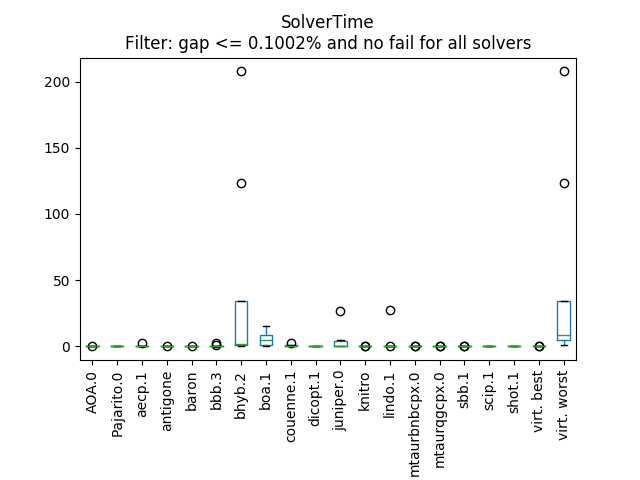 SolverTime
Filter: gap <= 0.1002% and no fail for all solvers
200
150
100
50
0
AOA.0
Pajarito.0
aecp.1
antigone
baron
bbb.3
bhyb.2
boa.1
couenne.1
dicopt.1
juniper.0
knitro
lindo.1
mtaurbnbcpx.0
mtaurqgcpx.0
sbb.1
scip.1
shot.1
virt. best
virt. worst